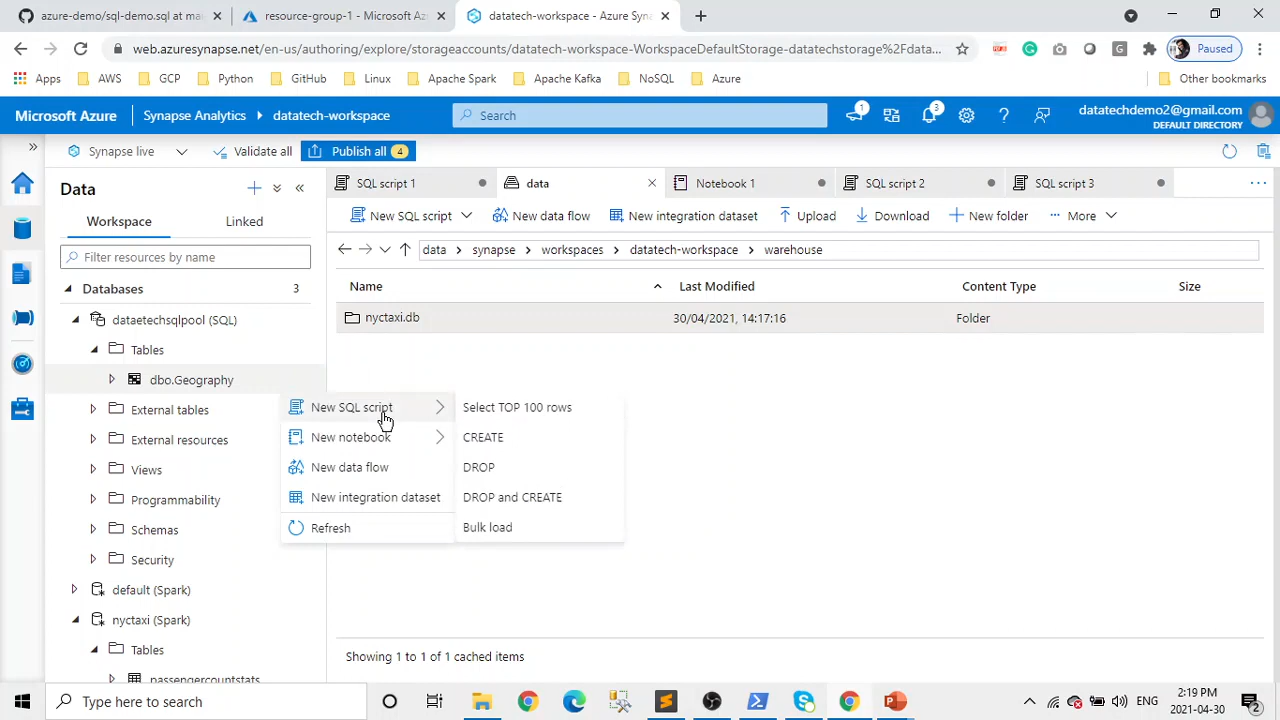 azure-demo/sql-demo.sql at mak
resource-group-1 - Microsoft Az
datatech-workspace - Azure Syn
web.azuresynapse.net/en-us/authoring/explore/storageaccounts/datatech-workspace-WorkspaceDefaultStorage-datatechstorage%2Fdata...
Paused
Apps
AWS
GCP
Python
GitHub
Linux
Apache Spark
Apache Kafka
NoSQL
Azure
Other bookmarks
Microsoft Azure
Synapse Analytics
datatech-workspace
Search
1
3
datatechdemo2@gmail.com
DEFAULT DIRECTORY
Synapse live
Validate all
Publish all 4
Data
Workspace
Linked
Filter resources by name
Databases 3
dataetechsqlpool (SQL)
Tables
dbo.Geography
External tables
External resources
Views
Programmability
Schemas
Security
default (Spark)
nyctaxi (Spark)
Tables
passengercountstats
SQL script 1
data
Notebook 1
SQL script 2
SQL script 3
New SQL script
New data flow
New integration dataset
Upload
Download
New folder
More
data > synapse > workspaces > datatech-workspace > warehouse
Name
Last Modified
Content Type
Size
nyctaxi.db
30/04/2021, 14:17:16
Folder
New SQL script
New notebook
New data flow
New integration dataset
Refresh
Select TOP 100 rows
CREATE
DROP
DROP and CREATE
Bulk load
Showing 1 to 1 of 1 cached items
Type here to search
ENG
2:19 PM
2021-04-30
2